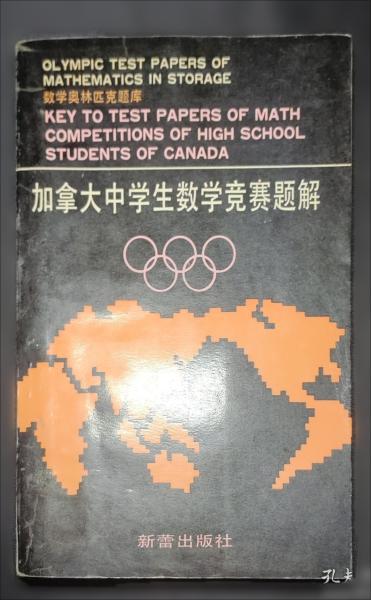 OLYMPIC TEST PAPERS OF
MATHEMATICS IN STORAGE
数学奥林匹克题库
KEY TO TEST PAPERS OF MATH
COMPETITIONS OF HIGH SCHOOL
STUDENTS OF CANADA
加拿大中学生数学竞赛题解
新蕾出版社